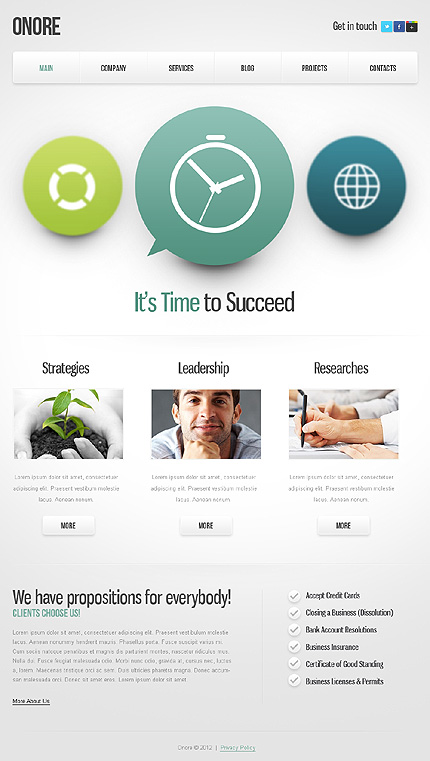 ONORE
Get in touch
MAIN COMPANY SERVICES BLOG PROJECTS CONTACTS
It's Time to Succeed
Strategies Leadership Researches
Lorem ipsum dolor sit amet, consectetuer Lorem ipsum dolor sit amet, consectetuer Lorem ipsum dolor sit amet, consectetuer
adipiscing elit. Praesent vestibulum molestie adipiscing elit. Praesent vestibulum molestie adipiscing elit. Praesent vestibulum molestie
lacus. Aenean nonum. lacus. Aenean nonum. lacus. Aenean nonum.
MORE MORE MORE
We have propositions for everybody!
CLIENTS CHOOSE US!
Lorem ipsum dolor sit amet, consectetuer adipiscing elit. Praesent vestibulum molestie
lacus. Aenean nonummy hendrerit mauris. Phasellus porta. Fusce suscipit varius mi.
Cum sociis natoque penatibus et magnis dis parturient montes, nascetur ridiculus mus.
Nulla dui. Fusce feugiat malesuada odio. Morbi nunc odio, gravida at, cursus nec, luctus
a, lorem. Maecenas tristique orci ac sem. Duis ultricies pharetra magna. Donec accum-
san malesuada orci. Donec sit amet eros. Lorem ipsum dolor sit amet.
More About Us
Accept Credit Cards
Closing a Business (Dissolution)
Bank Account Resolutions
Business Insurance
Certificate of Good Standing
Business Licenses & Permits
Onore © 2012 | Privacy Policy